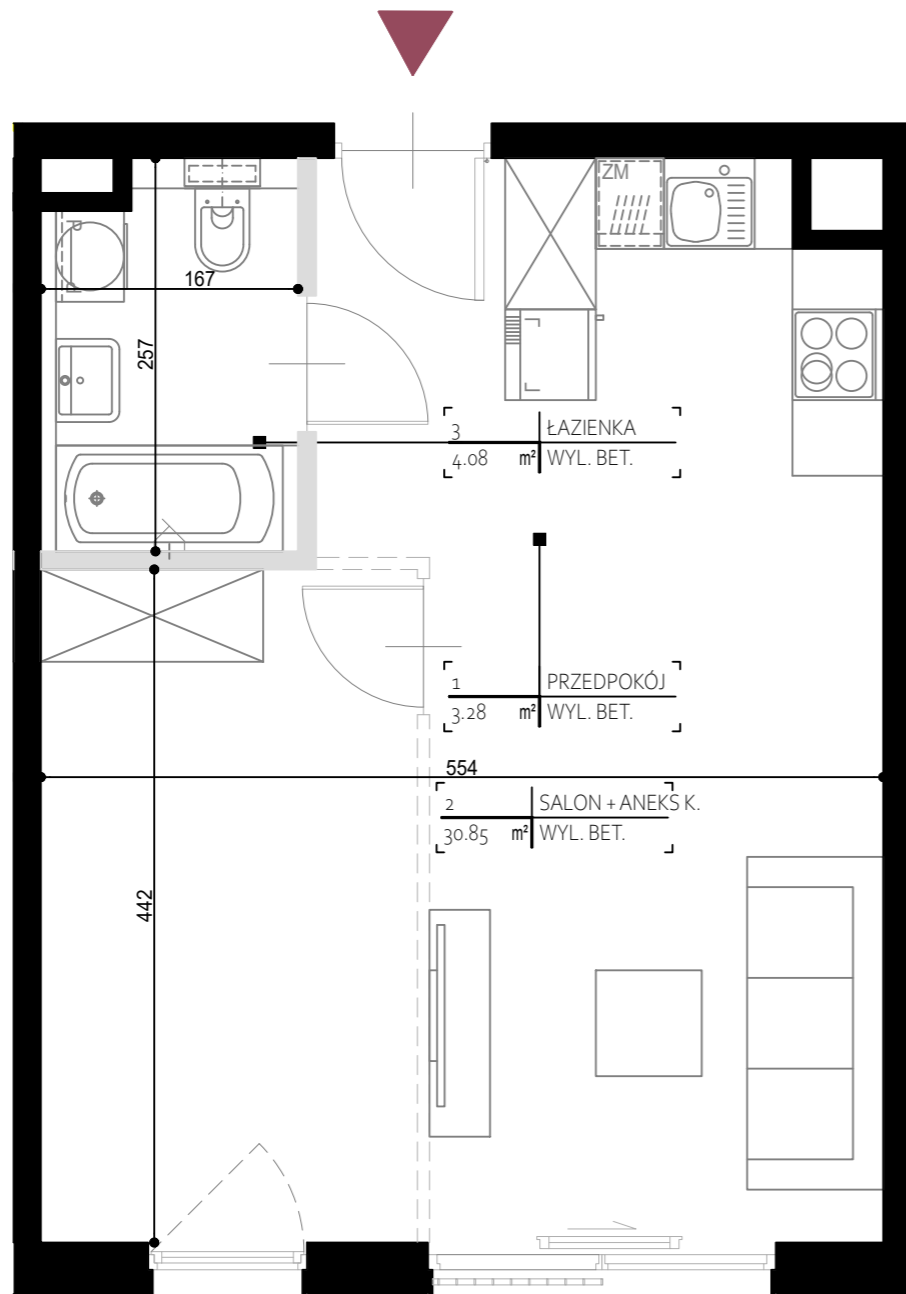 ZM
P
167
257
3 ŁAZIENKA
4.08 m² WYL. BET.
1 PRZEDPOKÓJ
3.28 m² WYL. BET.
554
2 SALON + ANEKS K.
30.85 m² WYL. BET.
442